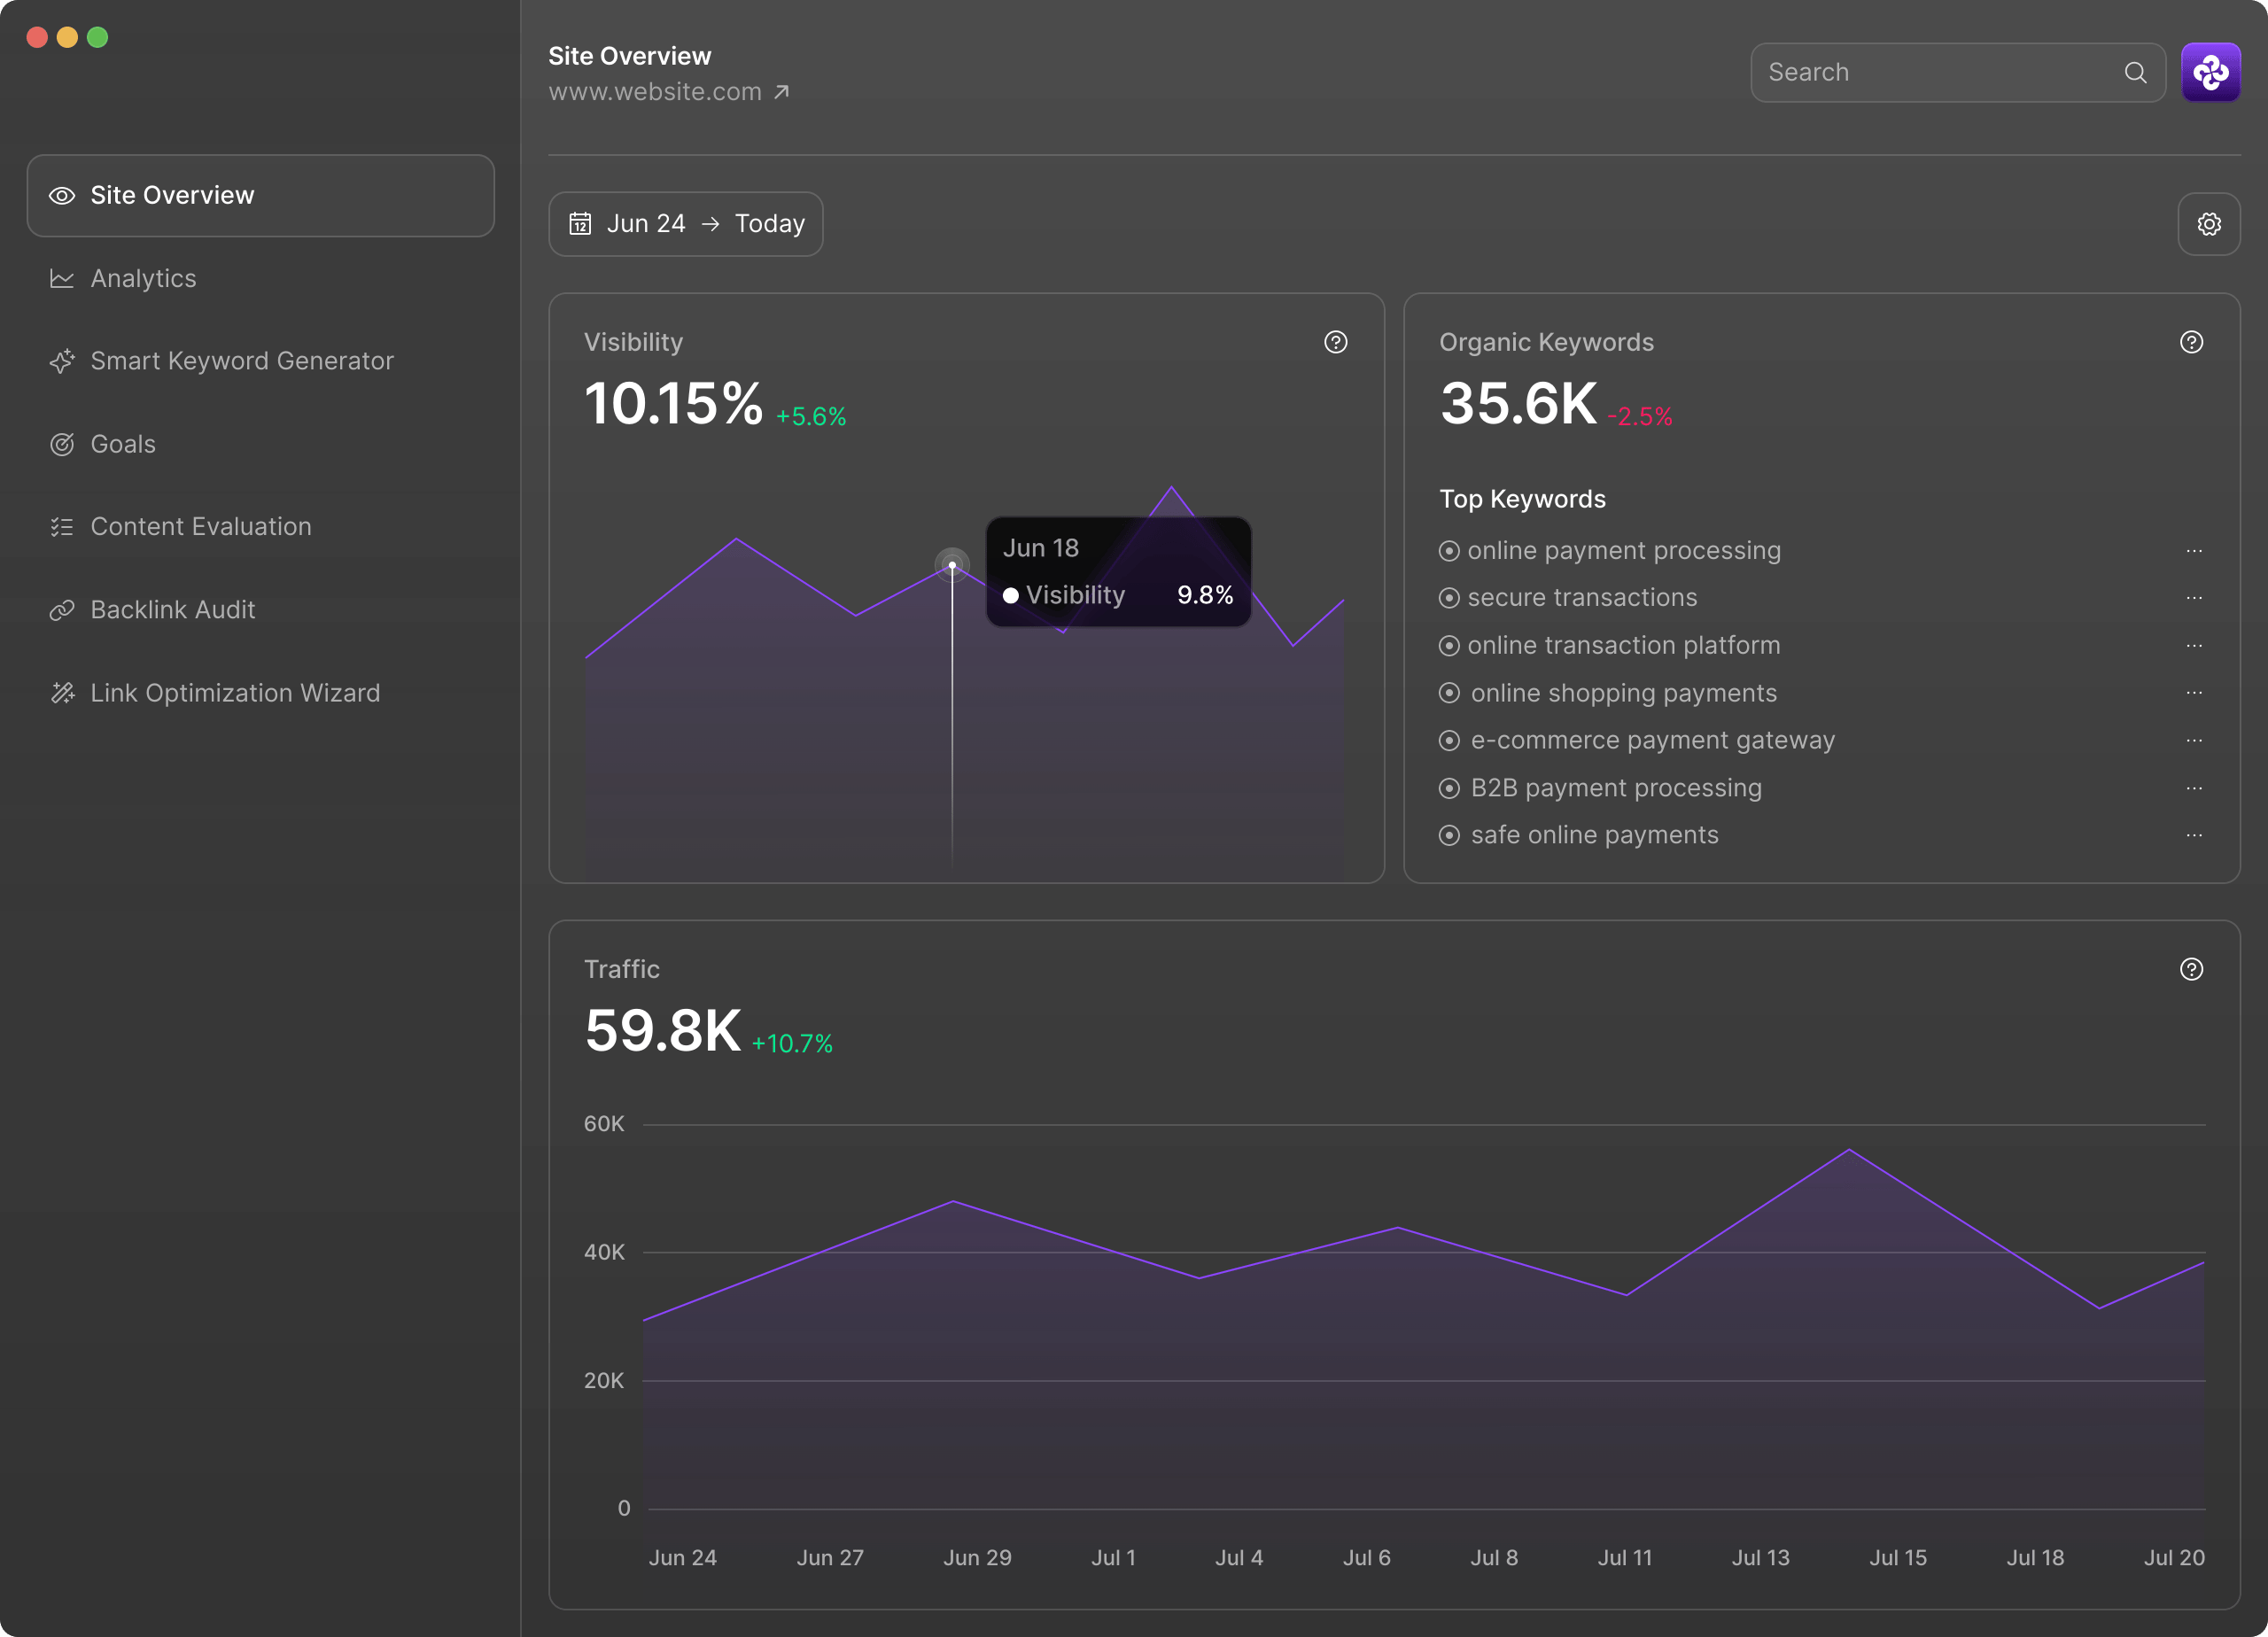 Site Overview
www.website.com
Search
Site Overview
Analytics
Smart Keyword Generator
Goals
Content Evaluation
Backlink Audit
Link Optimization Wizard
12 Jun 24 → Today
Visibility
10.15% +5.6%
Jun 18
Visibility 9.8%
Organic Keywords
35.6K -2.5%
Top Keywords
online payment processing
secure transactions
online transaction platform
online shopping payments
e-commerce payment gateway
B2B payment processing
safe online payments
Traffic
59.8K +10.7%
60K
40K
20K
0
Jun 24 Jun 27 Jun 29 Jul 1 Jul 4 Jul 6 Jul 8 Jul 11 Jul 13 Jul 15 Jul 18 Jul 20